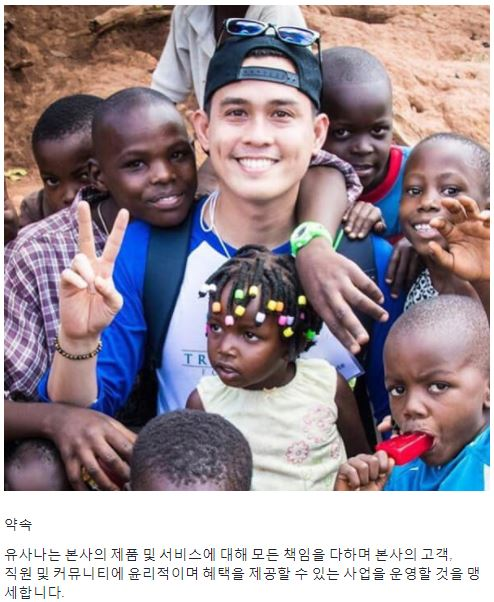 TR
약속
유사나는 본사의 제품 및 서비스에 대해 모든 책임을 다하며 본사의 고객,
직원 및 커뮤니티에 윤리적이며 혜택을 제공할 수 있는 사업을 운영할 것을 맹
세합니다.